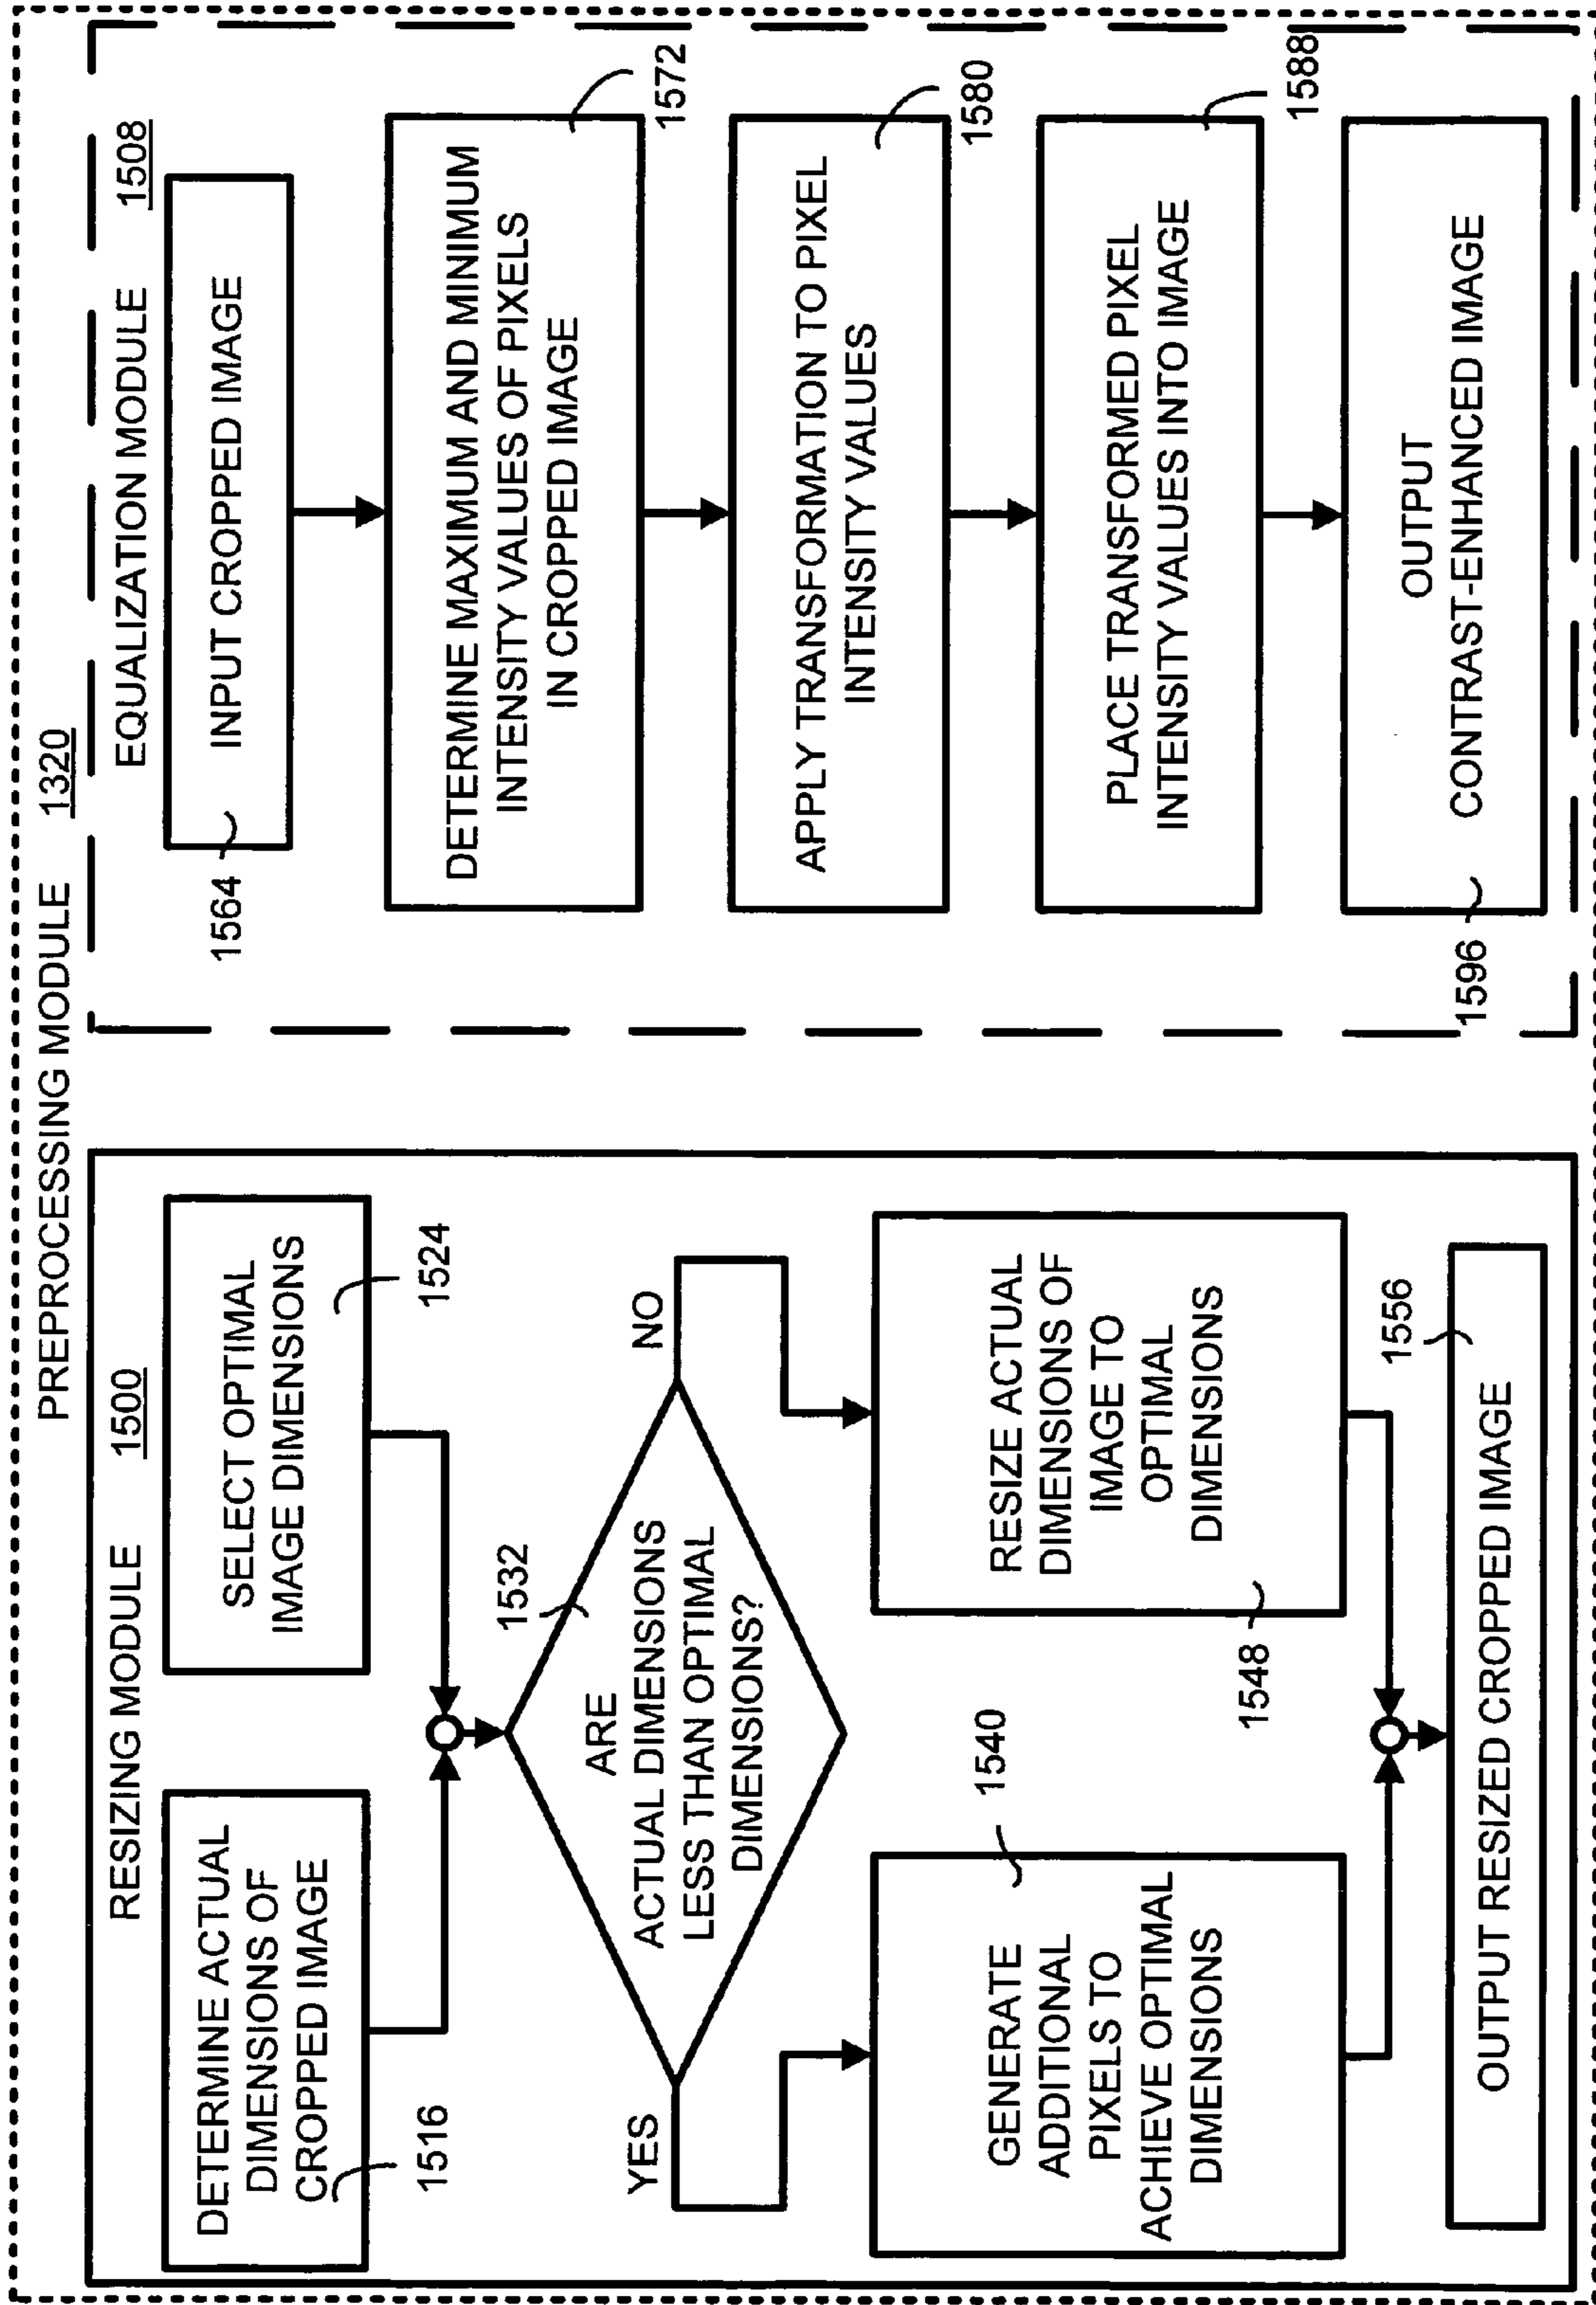 PREPROCESSING MODULE 1320
RESIZING MODULE 1500
DETERMINE ACTUAL
DIMENSIONS OF
CROPPED IMAGE
1516
SELECT OPTIMAL
IMAGE DIMENSIONS
1524
1532
ARE
ACTUAL DIMENSIONS
LESS THAN OPTIMAL
DIMENSIONS?
YES
NO
GENERATE
ADDITIONAL
PIXELS TO
ACHIEVE OPTIMAL
DIMENSIONS
1540
RESIZE ACTUAL
DIMENSIONS OF
IMAGE TO
OPTIMAL
DIMENSIONS
1548
OUTPUT RESIZED CROPPED IMAGE
1556
EQUALIZATION MODULE 1508
INPUT CROPPED IMAGE
1564
DETERMINE MAXIMUM AND MINIMUM
INTENSITY VALUES OF PIXELS
IN CROPPED IMAGE
1572
APPLY TRANSFORMATION TO PIXEL
INTENSITY VALUES
1580
PLACE TRANSFORMED PIXEL
INTENSITY VALUES INTO IMAGE
1588
OUTPUT
CONTRAST-ENHANCED IMAGE
1596